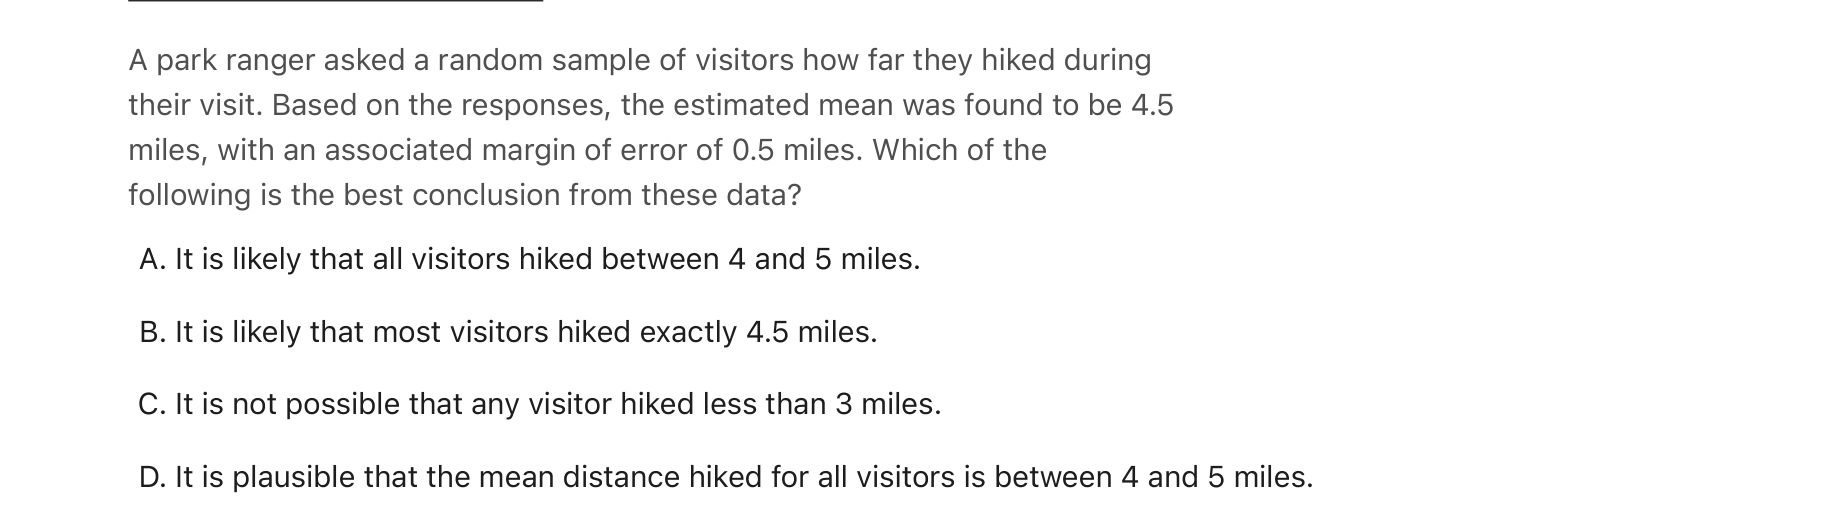 A park ranger asked a random sample of visitors how far they hiked during
their visit. Based on the responses, the estimated mean was found to be 4.5
miles, with an associated margin of error of 0.5 miles. Which of the
following is the best conclusion from these data?
A. It is likely that all visitors hiked between 4 and 5 miles.
B. It is likely that most visitors hiked exactly 4.5 miles.
C. It is not possible that any visitor hiked less than 3 miles.
D. It is plausible that the mean distance hiked for all visitors is between 4 and 5 miles.